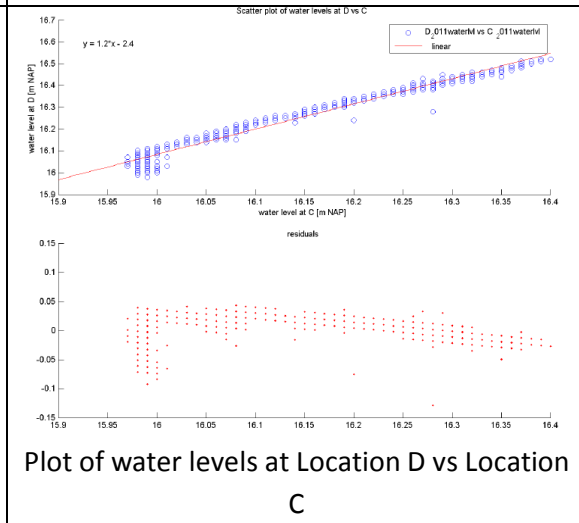 Scatter plot of water levels at D vs C
16.7
16.6
16.5
16.4
16.3
16.2
16.1
16
15.9
water level at D [m NAP]
y = 1.2*x - 2.4
D_2011waterlvl vs C_2011waterlvl
linear
15.9 15.95 16 16.05 16.1 16.15 16.2 16.25 16.3 16.35 16.4
water level at C [m NAP]
residuals
0.15
0.1
0.05
0
-0.05
-0.1
-0.15
15.9 15.95 16 16.05 16.1 16.15 16.2 16.25 16.3 16.35 16.4
Plot of water levels at Location D vs Location
C